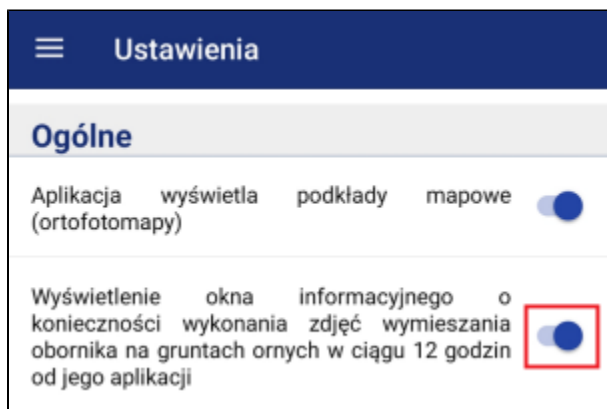 Ustawienia
Ogólne
Aplikacja wyświetla podkłady mapowe
(ortofotomapy)
Wyświetlenie okna informacyjnego o
konieczności wykonania zdjęć wymieszania
obornika na gruntach ornych w ciągu 12 godzin
od jego aplikacji